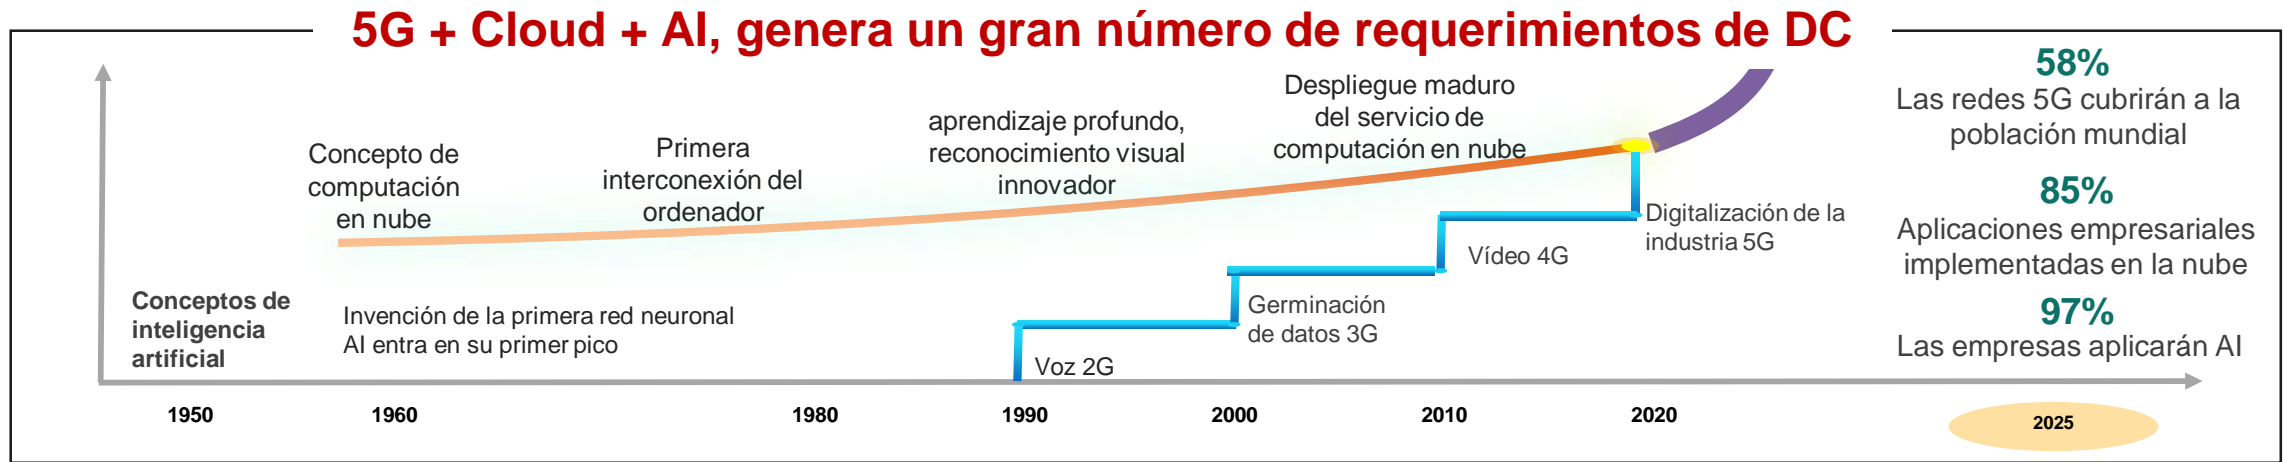 5G + Cloud + AI, genera un gran número de requerimientos de DC
Concepto de
computación
en nube
Primera
interconexión del
ordenador
aprendizaje profundo,
reconocimiento visual
innovador
Despliegue maduro
del servicio de
computación en nube
58%
Las redes 5G cubrirán a la
población mundial
85%
Aplicaciones empresariales
implementadas en la nube
97%
Las empresas aplicarán AI
Conceptos de
inteligencia
artificial
Invención de la primera red neuronal
AI entra en su primer pico
Voz 2G
Germinación
de datos 3G
Vídeo 4G
Digitalización de la
industria 5G
1950
1960
1980
1990
2000
2010
2020
2025